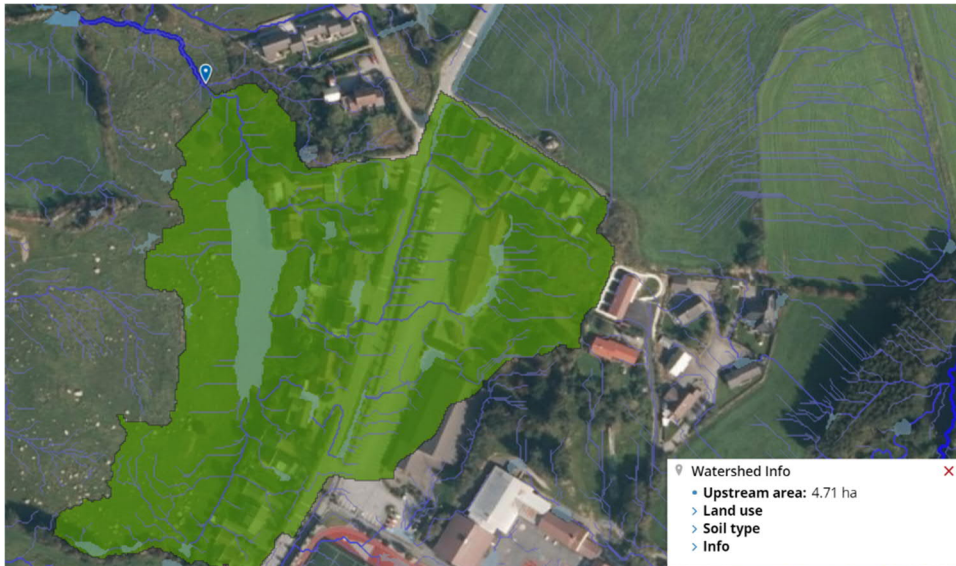 Watershed Info
Upstream area: 4.71 ha
Land use
Soil type
Info